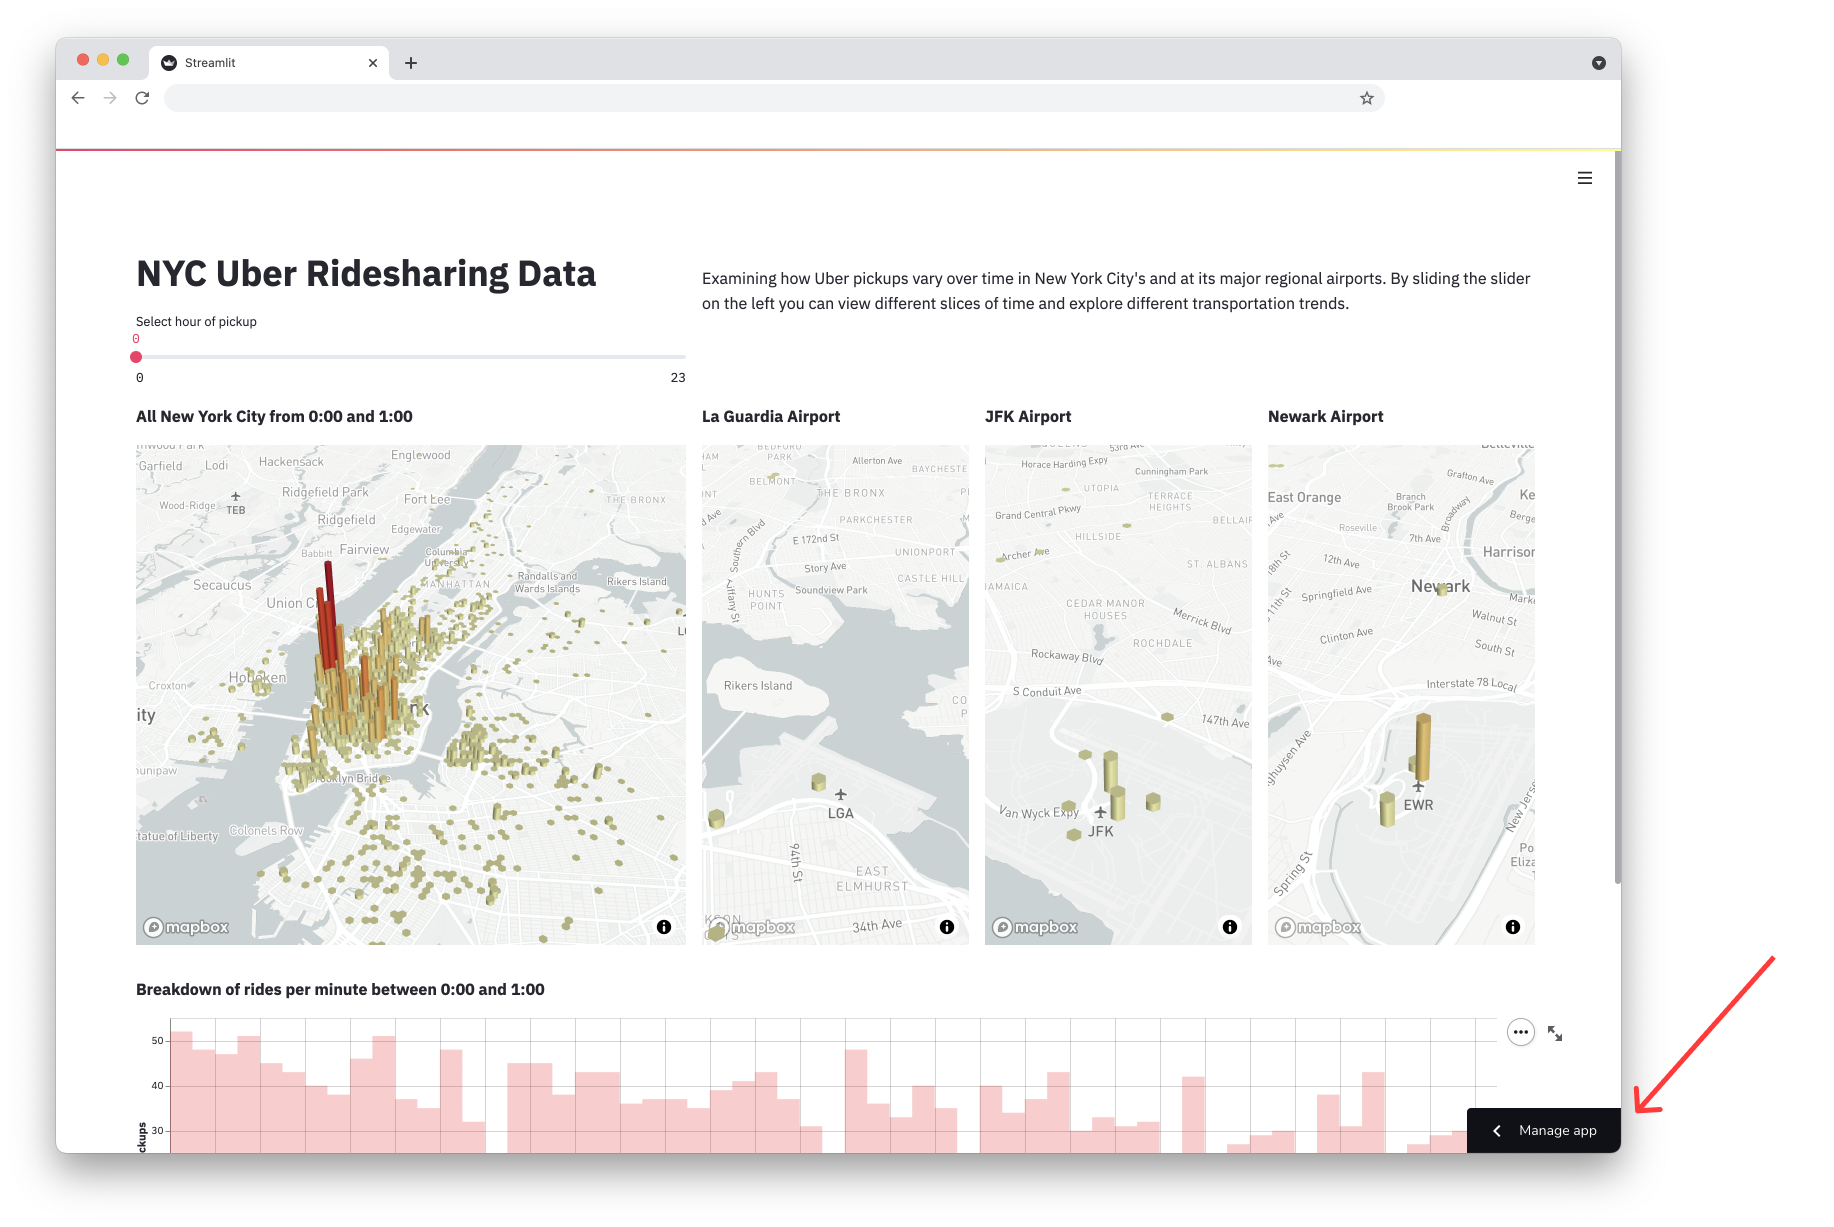 Streamlit
NYC Uber Ridesharing Data
Examining how Uber pickups vary over time in New York City's and at its major regional airports. By sliding the slider
on the left you can view different slices of time and explore different transportation trends.
Select hour of pickup
0
0
23
All New York City from 0:00 and 1:00
La Guardia Airport
JFK Airport
Newark Airport
Garfield
Lodi
Hackensack
Englewood
Wood-Ridge
TEB
Ridgefield Park
Fort Lee
THE BRONX
Ridgefield
Edgewater
Babbitt
Fairview
Columbia
Secaucus
MANHATTAN
Randalls and
Wards Islands
Rikers Island
Hoboken
Croxton
Statue of Liberty
Colonels Row
mapbox
BEDFORD
PARK
Allerton Ave
BELMONT
THE BRONX
PARKCHESTER
Southern Blvd
E 172nd St
UNIONPORT
Story Ave
CASTLE HILL
Tiffany St
HUNTS
POINT
Soundview Park
Rikers Island
LGA
94th St
EAST
ELMHURST
34th Ave
mapbox
Horace Harding Expy
Cunningham Park
UTOPIA
TERRACE
HEIGHTS
Grand Central Pkwy
HILLSIDE
Archer Ave
ST. ALBANS
JAMAICA
CEDAR MANOR
HOUSES
Merrick Blvd
ROCHDALE
Rockaway Blvd
S Conduit Ave
147th Ave
Van Wyck Expy
JFK
mapbox
Grafton Ave
East Orange
Branch
Brook Park
Broadway
Roseville
7th Ave
Harrison
12th Ave
Newark
Springfield Ave
Walnut St
Clinton Ave
South St
Interstate 78 Local
EWR
Spring St
mapbox
Breakdown of rides per minute between 0:00 and 1:00
50
40
30
Manage app